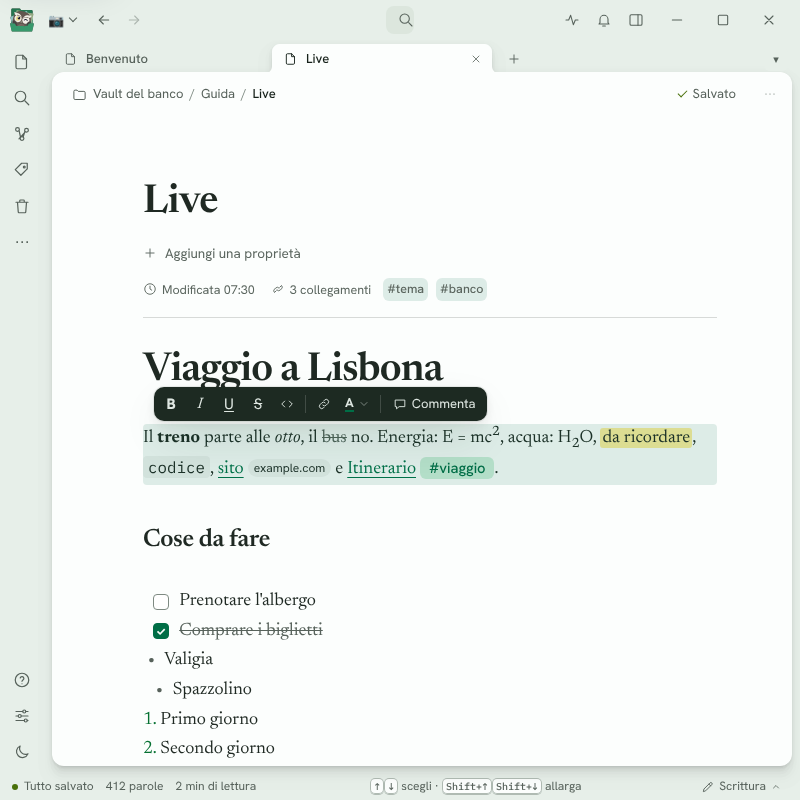 Benvenuto
Live
Vault del banco / Guida / Live
Salvato
Live
Aggiungi una proprietà
Modificata 07:30
3 collegamenti
#tema
#banco
Viaggio a Lisbona
B I U S A Commenta
Il treno parte alle otto, il bus no. Energia: E = mc², acqua: H₂O, da ricordare,
codice, sito example.com e Itinerario #viaggio.
Cose da fare
Prenotare l'albergo
Comprare i biglietti
• Valigia
• Spazzolino
1. Primo giorno
2. Secondo giorno
Tutto salvato 412 parole 2 min di lettura
↑ ↓ scegli · Shift+↑ Shift+↓ allarga
Scrittura